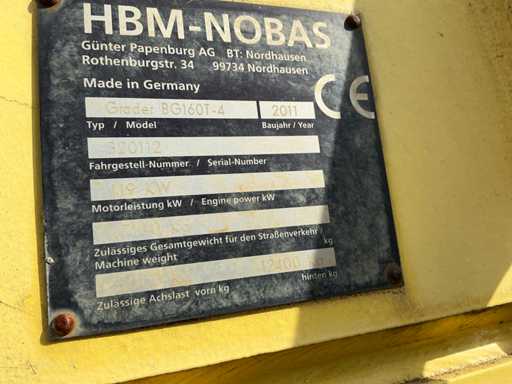 HBM-NOBAS
Günter Papenburg AG BT: Nordhausen
Rothenburgstr. 34 99734 Nordhausen
Made in Germany
Grader BG160T-4 2011
Typ / Model Baujahr / Year
320112
Fahrgestell-Nummer / Serial-Number
119 KW
Motorleistung kW / Engine power kW
Zulässiges Gesamtgewicht für den Straßenverkehr /
Machine weight kg
12400
Zulässige Achslast vorn kg hinten kg
CE